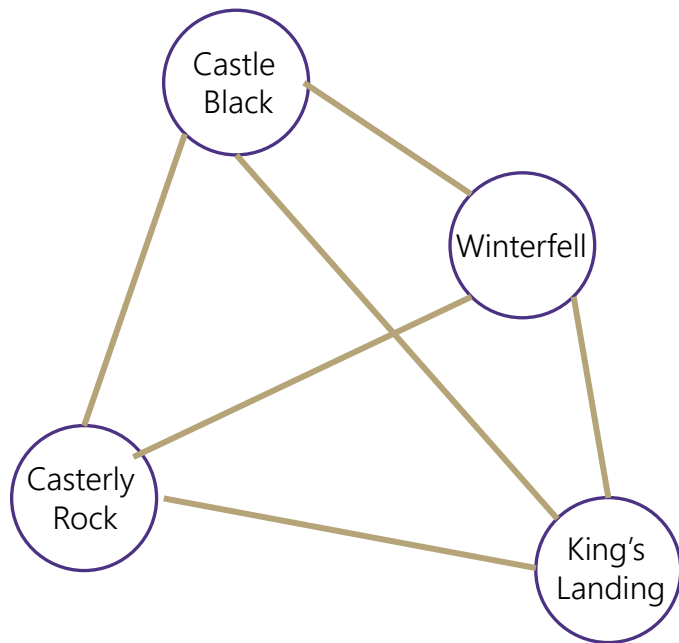 Castle
Black
Winterfell
Casterly
Rock
King’s
Landing